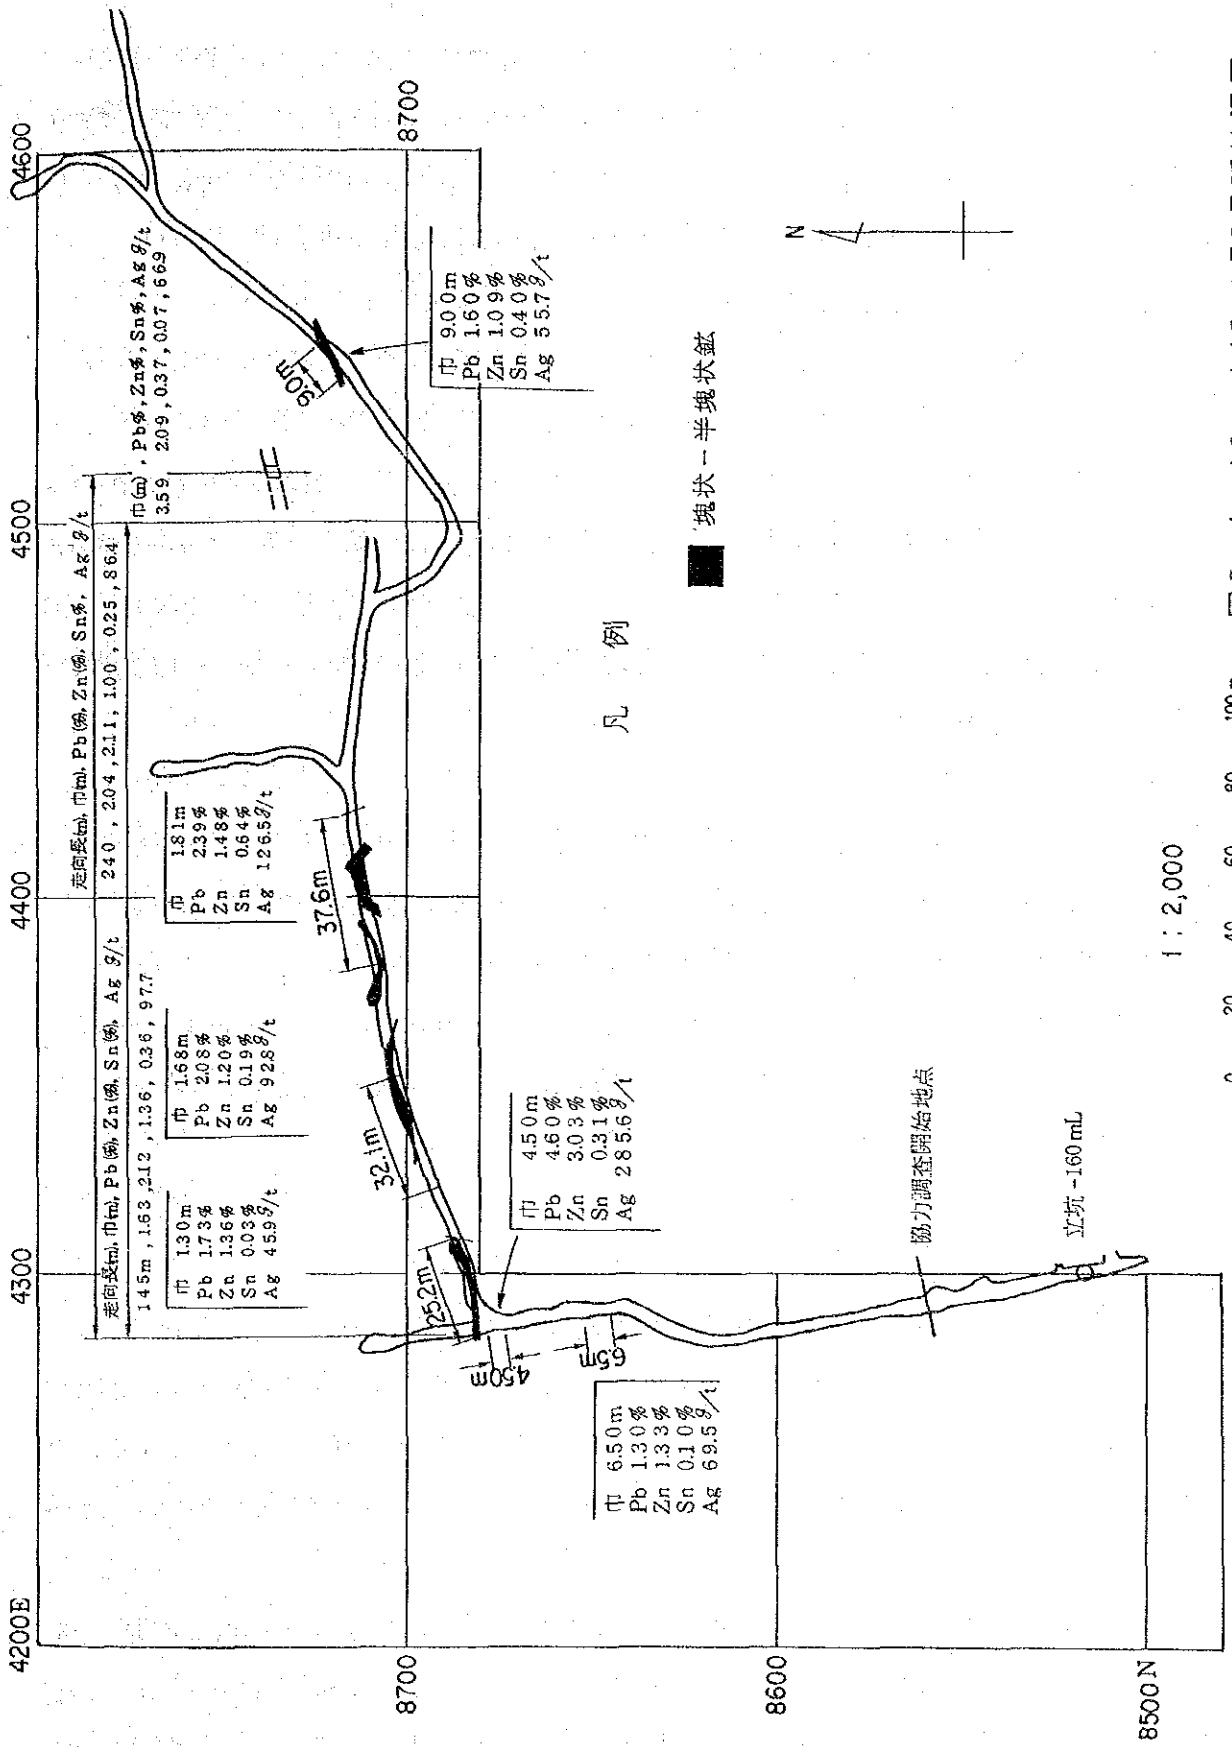 4200E
4300
4400
4500
4600
走向長(m), 巾(m), Pb(%), Zn(%), Sn%, Ag g/t
240 , 2.04 , 2.11 , 1.00 , 0.25 , 86.4
走向長(m), 巾(m), Pb(%), Zn(%), Sn(%), Ag g/t
145m , 1.63 , 2.12 , 1.36 , 0.36 , 97.7
巾(m) , Pb%, Zn%, Sn%, Ag g/t
3.59 2.09 , 0.37 , 0.07 , 66.9
巾 1.30m
Pb 1.73%
Zn 1.36%
Sn 0.03%
Ag 45.9g/t
巾 1.68m
Pb 2.08%
Zn 1.20%
Sn 0.19%
Ag 92.8g/t
巾 1.81m
Pb 2.39%
Zn 1.48%
Sn 0.64%
Ag 126.5g/t
25.2m
32.1m
37.6m
9.0m
8700
8700
巾 9.00m
Pb 1.60%
Zn 1.09%
Sn 0.40%
Ag 55.7g/t
4.50m
6.5m
巾 4.50m
Pb 4.60%
Zn 3.03%
Sn 0.31%
Ag 285.6g/t
巾 6.50m
Pb 1.30%
Zn 1.33%
Sn 0.10%
Ag 69.5g/t
凡 例
塊状-半塊状鉱
N
8600
協力調査開始地点
立坑 -160mL
8500N
1 : 2,000
0 20 40 60 80 100m